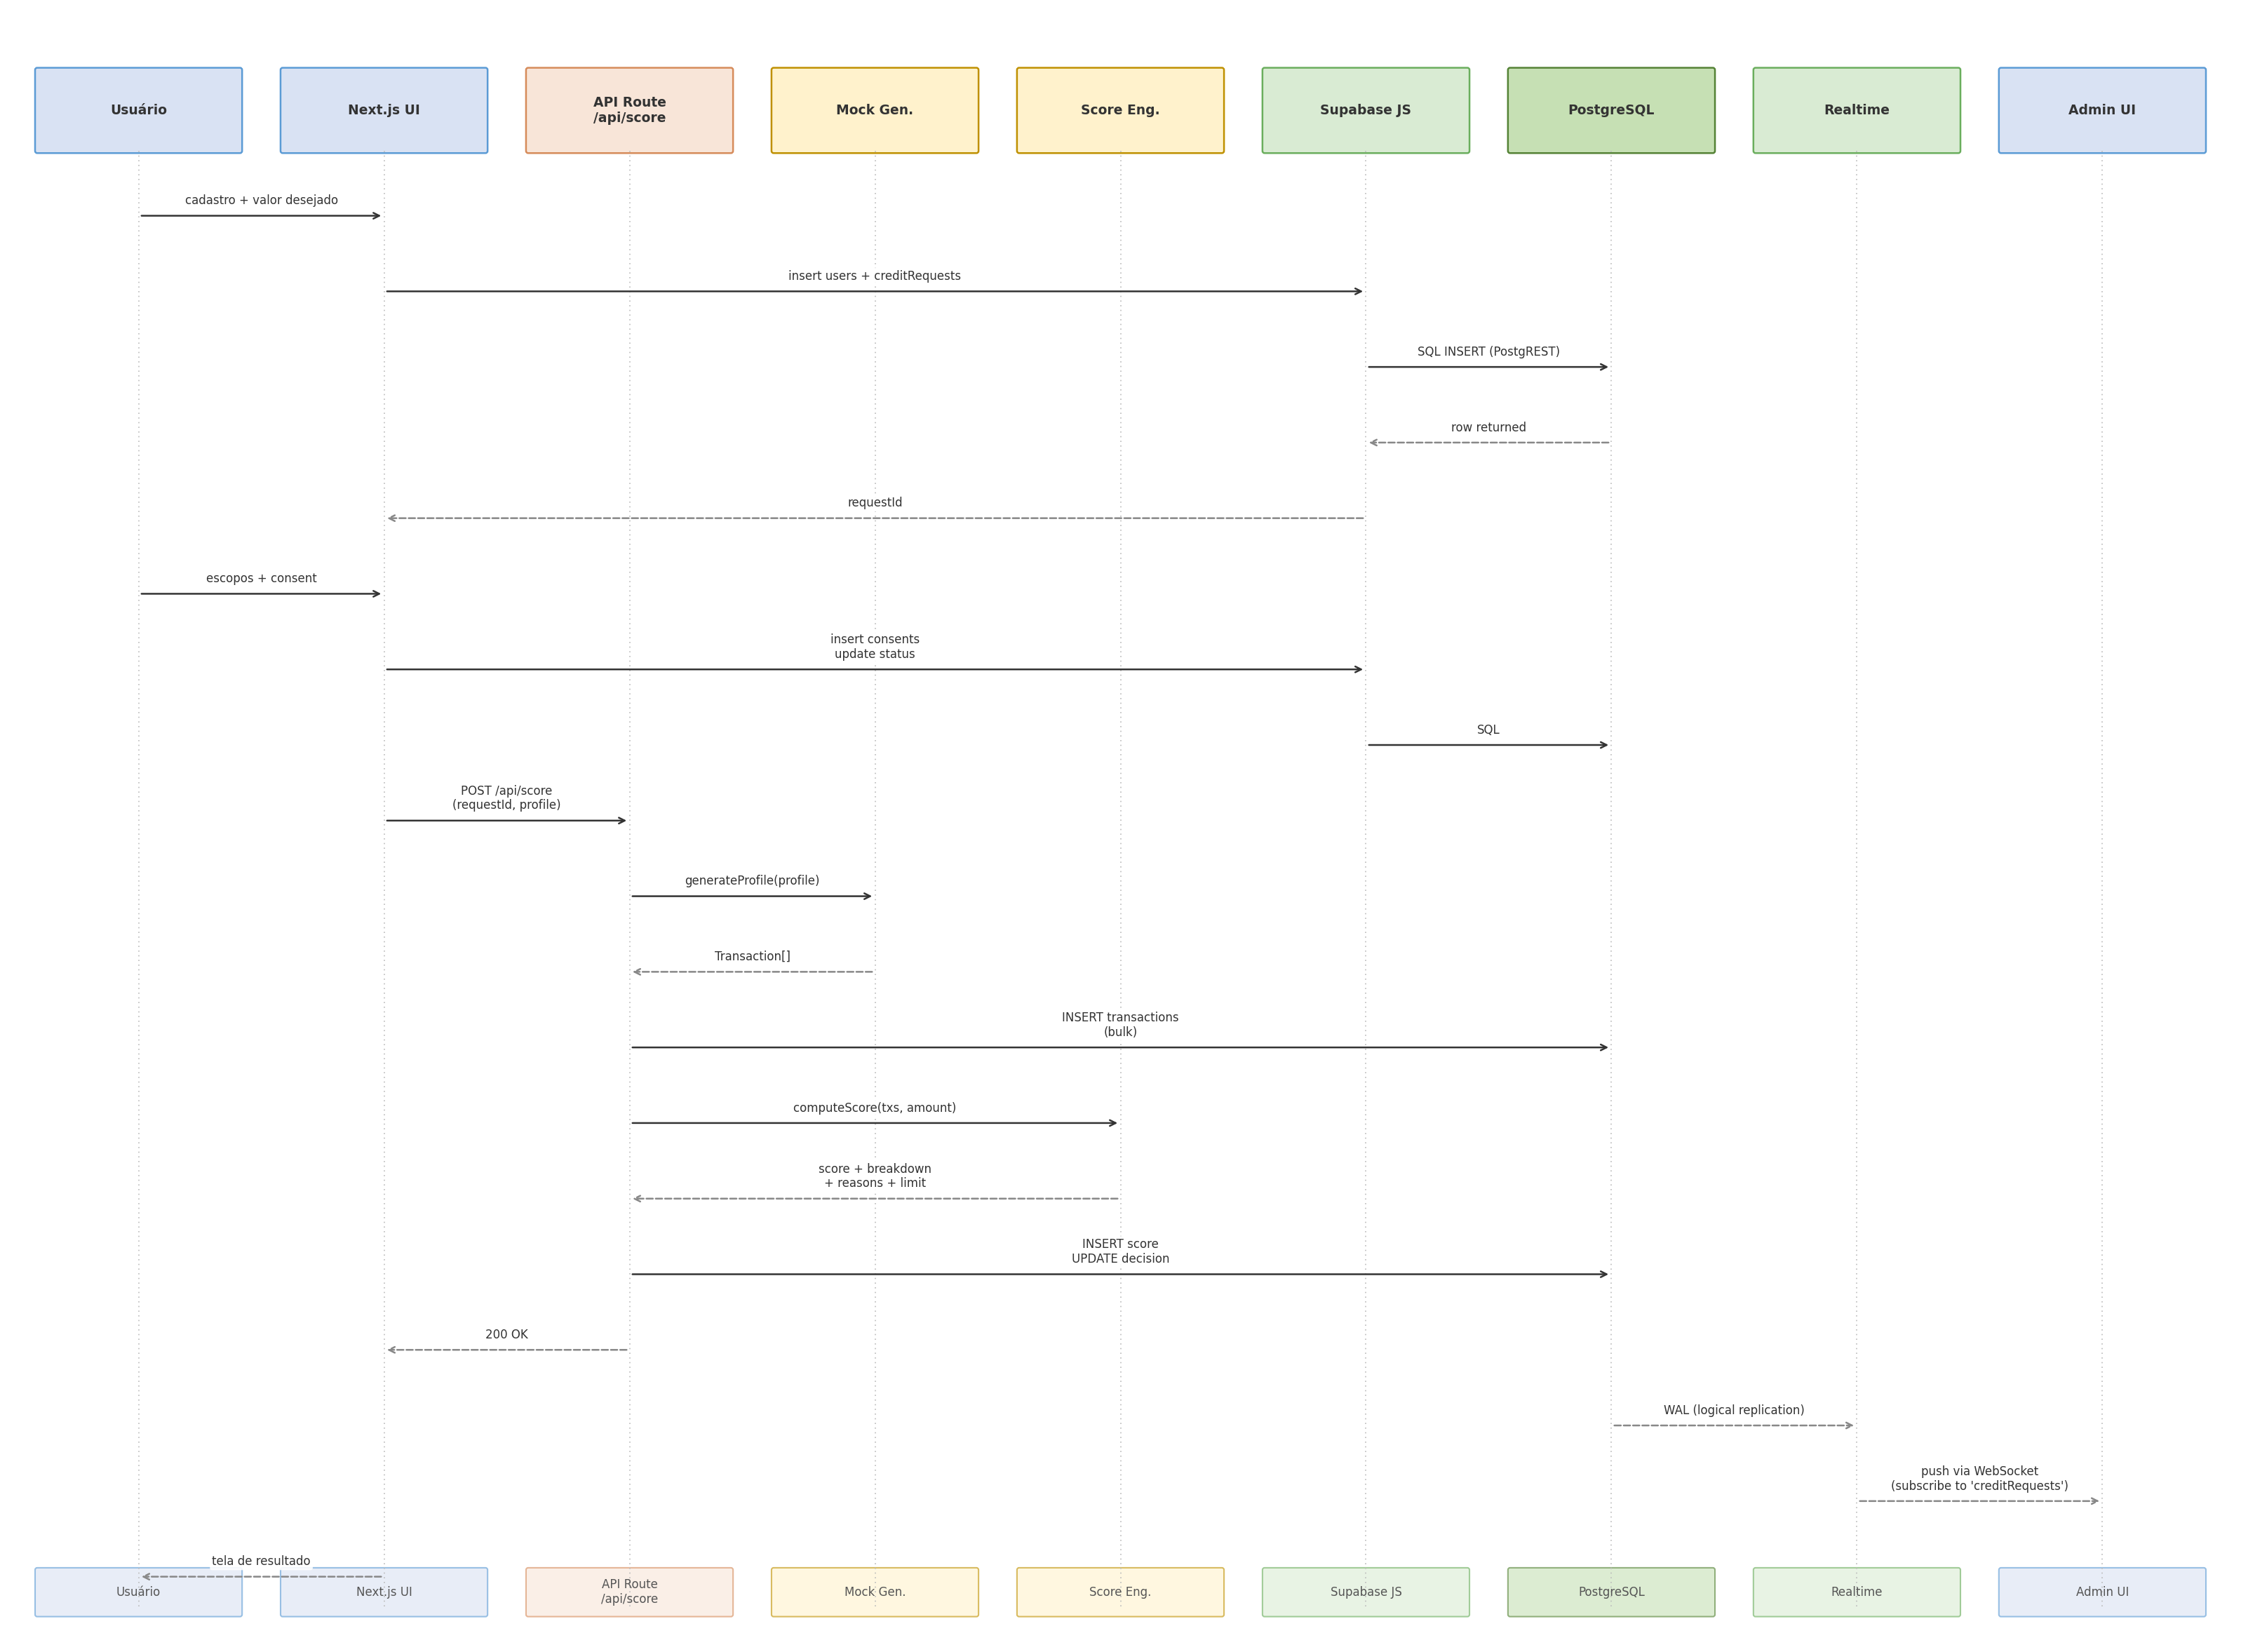 Usuário
Next.js UI
API Route
/api/score
Mock Gen.
Score Eng.
Supabase JS
PostgreSQL
Realtime
Admin UI
cadastro + valor desejado
insert users + creditRequests
SQL INSERT (PostgREST)
row returned
requestId
escopos + consent
insert consents
update status
SQL
POST /api/score
(requestId, profile)
generateProfile(profile)
Transaction[]
INSERT transactions
(bulk)
computeScore(txs, amount)
score + breakdown
+ reasons + limit
INSERT score
UPDATE decision
200 OK
WAL (logical replication)
push via WebSocket
(subscribe to 'creditRequests')
tela de resultado
Usuário
Next.js UI
API Route
/api/score
Mock Gen.
Score Eng.
Supabase JS
PostgreSQL
Realtime
Admin UI